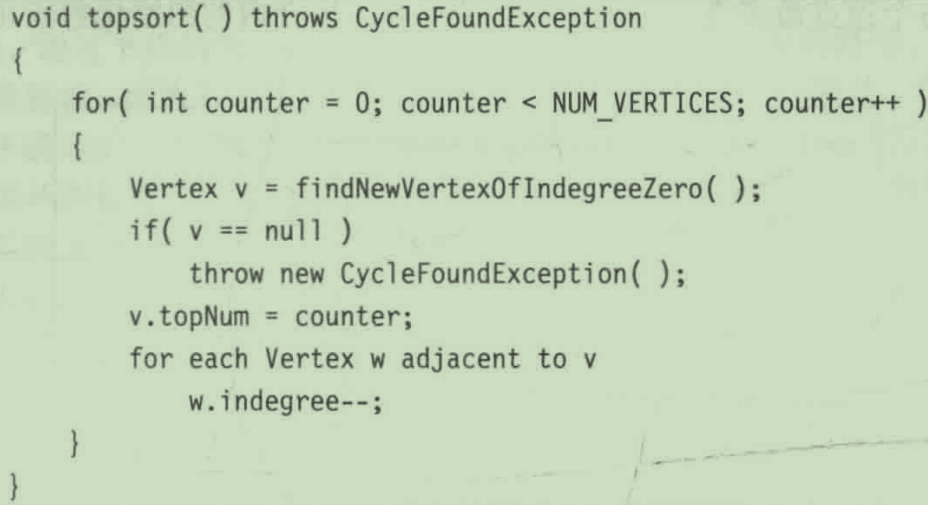 void topsort( ) throws CycleFoundException
{
    for( int counter = 0; counter < NUM_VERTICES; counter++ )
    {
        Vertex v = findNewVertexOfIndegreeZero( );
        if( v == null )
            throw new CycleFoundException( );
        v.topNum = counter;
        for each Vertex w adjacent to v
            w.indegree--;
    }
}